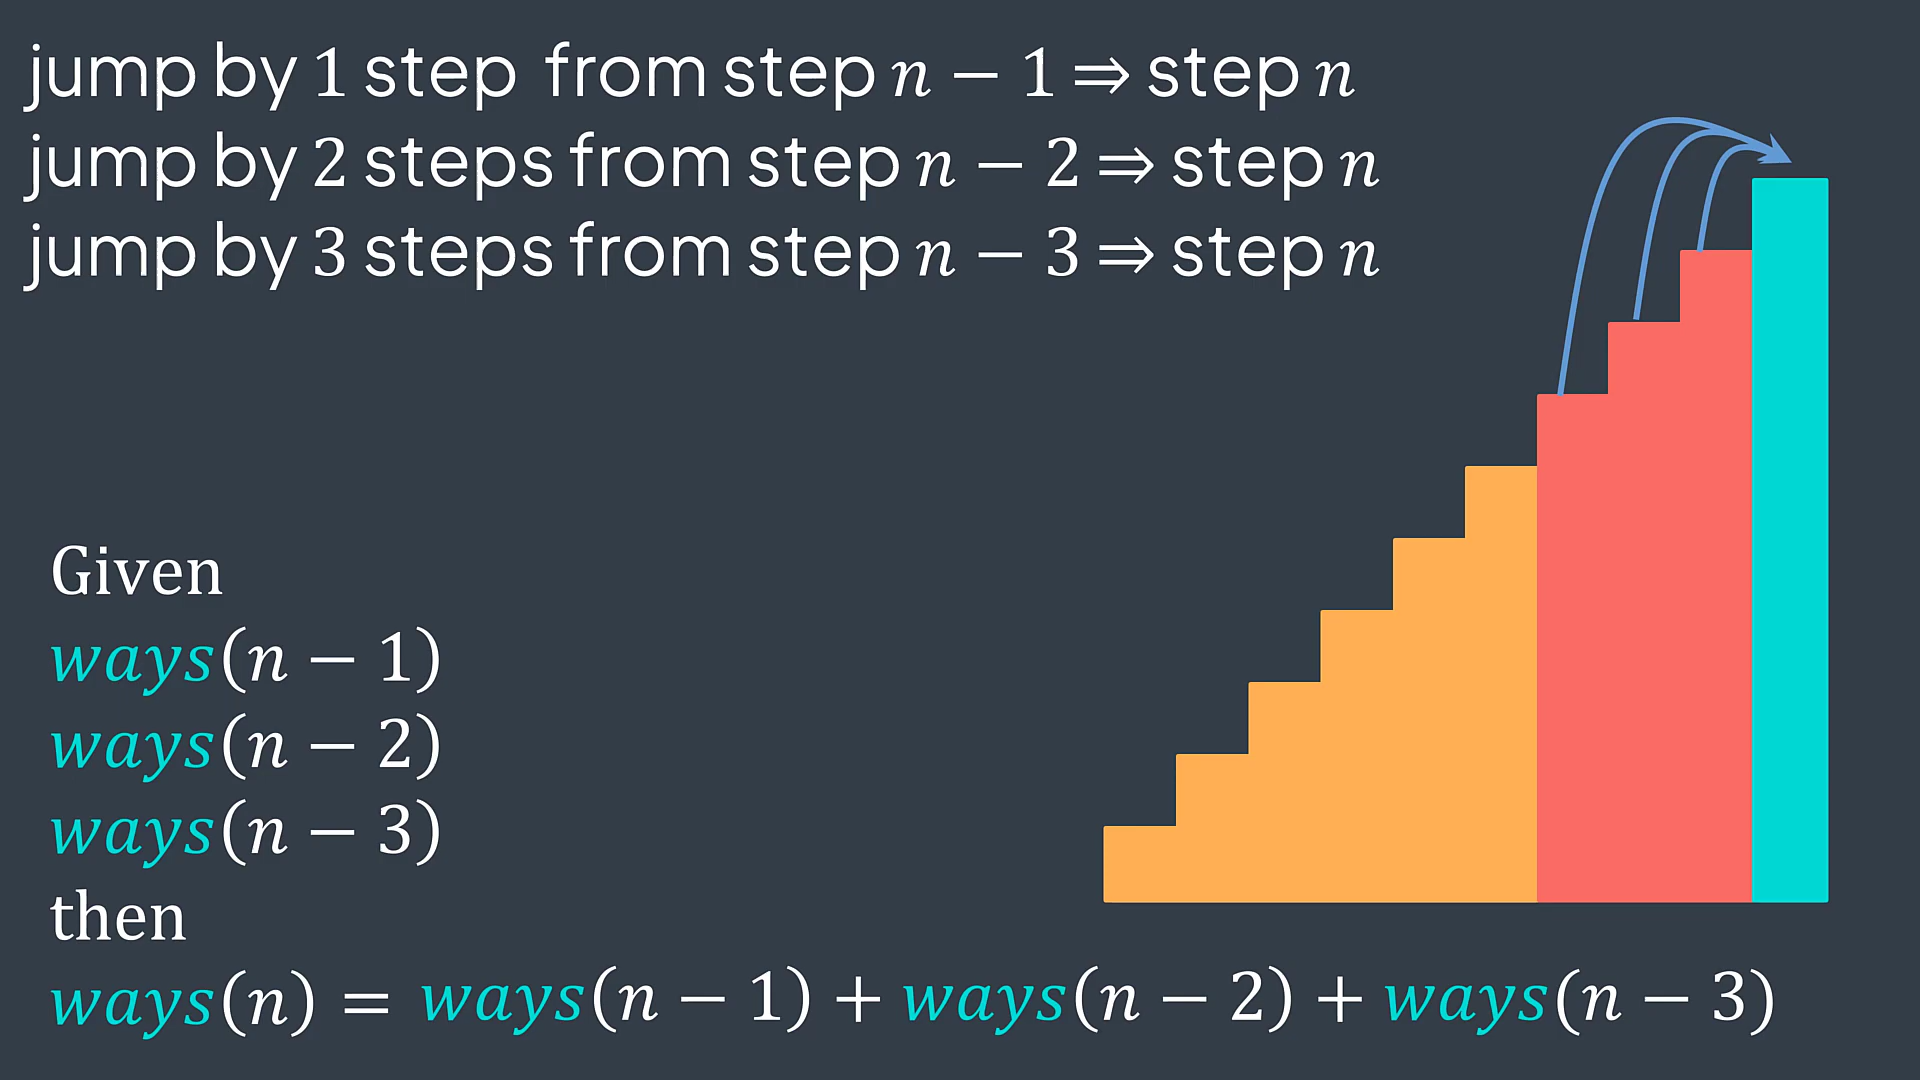 jump by 1 step from step n − 1 ⇒ step n
jump by 2 steps from step n − 2 ⇒ step n
jump by 3 steps from step n − 3 ⇒ step n
Given
ways(n − 1)
ways(n − 2)
ways(n − 3)
then
ways(n) = ways(n − 1) + ways(n − 2) + ways(n − 3)